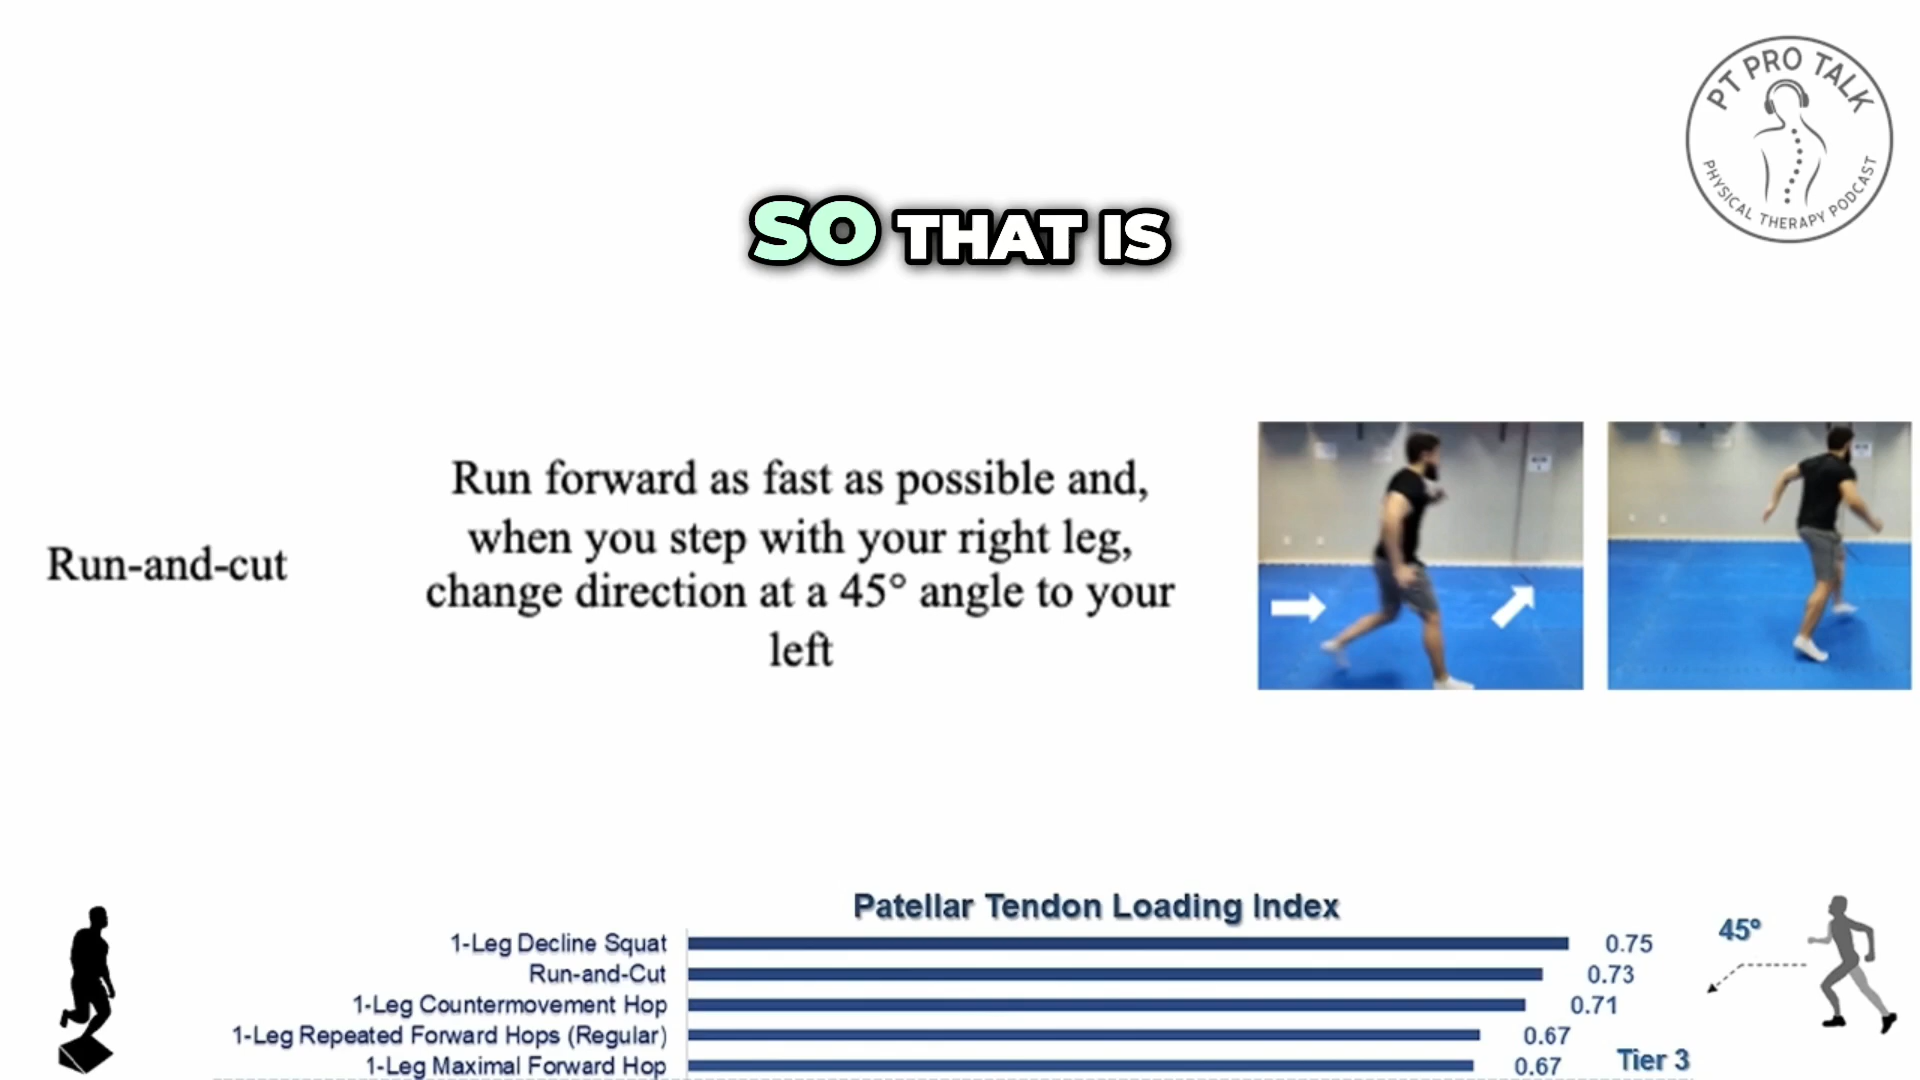 PT PRO TALK
PHYSICAL THERAPY PODCAST
SO THAT IS
Run-and-cut
Run forward as fast as possible and,
when you step with your right leg,
change direction at a 45° angle to your
left
Patellar Tendon Loading Index
1-Leg Decline Squat 0.75
Run-and-Cut 0.73
1-Leg Countermovement Hop 0.71
1-Leg Repeated Forward Hops (Regular) 0.67
1-Leg Maximal Forward Hop 0.67
Tier 3
45°